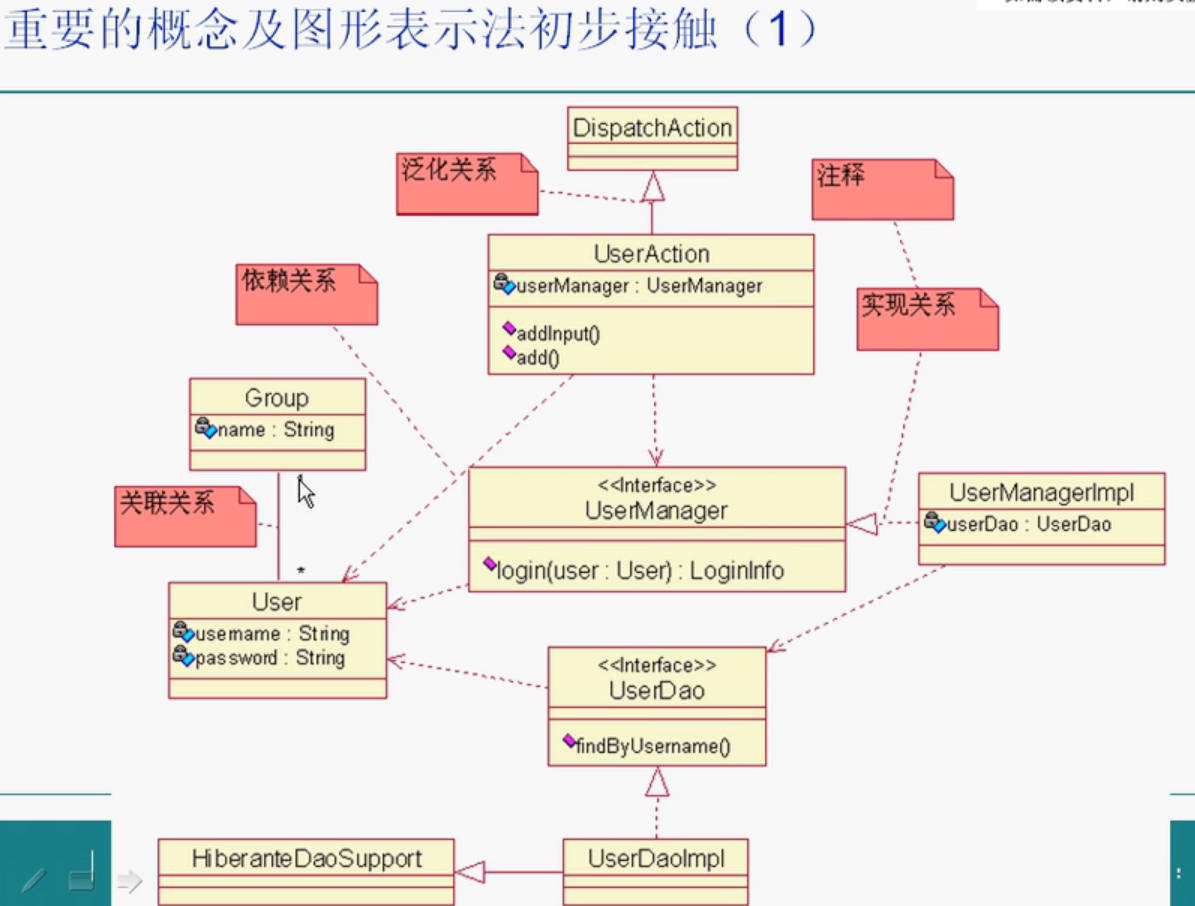 重要的概念及图形表示法初步接触（1）
DispatchAction
泛化关系
注释
UserAction
userManager : UserManager
addInput()
add()
依赖关系
实现关系
Group
name : String
<<Interface>>
UserManager
login(user : User) : LoginInfo
UserManagerImpl
userDao : UserDao
关联关系
*
User
username : String
password : String
<<Interface>>
UserDao
findByUsername()
HiberanteDaoSupport
UserDaoImpl